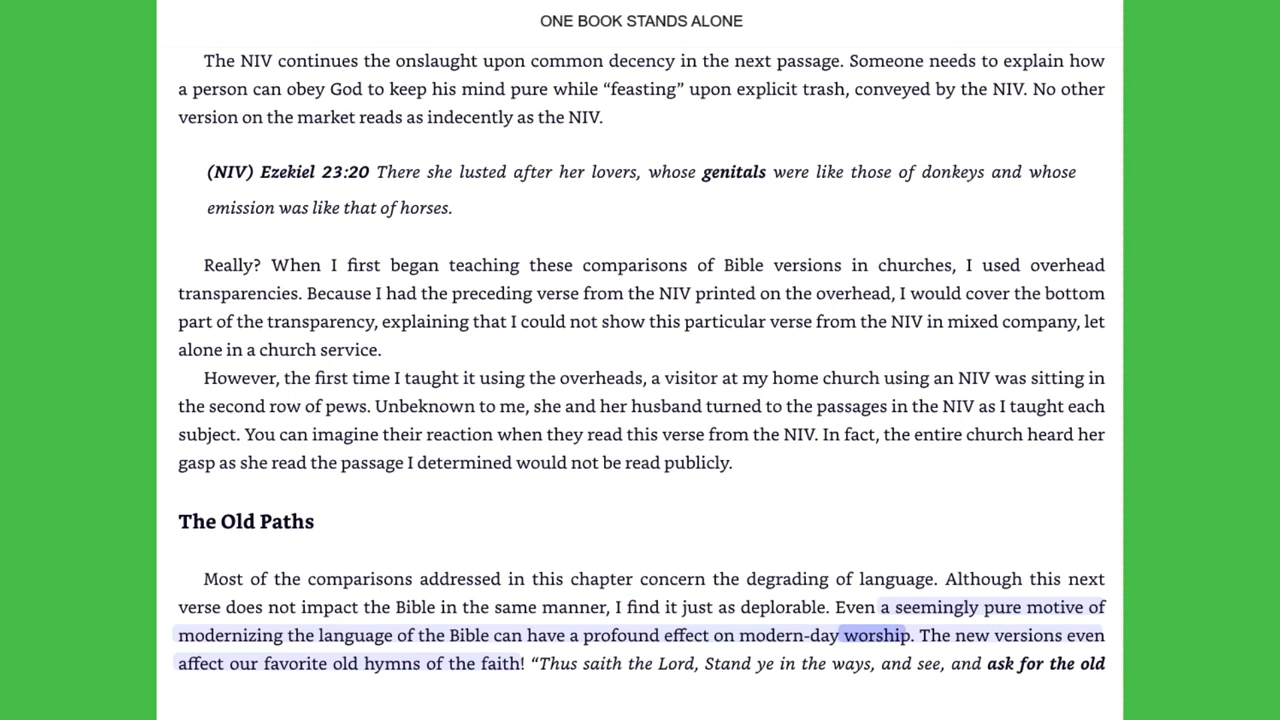 ONE BOOK STANDS ALONE
The NIV continues the onslaught upon common decency in the next passage. Someone needs to explain how
a person can obey God to keep his mind pure while “feasting” upon explicit trash, conveyed by the NIV. No other
version on the market reads as indecently as the NIV.
(NIV) Ezekiel 23:20 There she lusted after her lovers, whose genitals were like those of donkeys and whose
emission was like that of horses.
Really? When I first began teaching these comparisons of Bible versions in churches, I used overhead
transparencies. Because I had the preceding verse from the NIV printed on the overhead, I would cover the bottom
part of the transparency, explaining that I could not show this particular verse from the NIV in mixed company, let
alone in a church service.
However, the first time I taught it using the overheads, a visitor at my home church using an NIV was sitting in
the second row of pews. Unbeknown to me, she and her husband turned to the passages in the NIV as I taught each
subject. You can imagine their reaction when they read this verse from the NIV. In fact, the entire church heard her
gasp as she read the passage I determined would not be read publicly.
The Old Paths
Most of the comparisons addressed in this chapter concern the degrading of language. Although this next
verse does not impact the Bible in the same manner, I find it just as deplorable. Even a seemingly pure motive of
modernizing the language of the Bible can have a profound effect on modern-day worship. The new versions even
affect our favorite old hymns of the faith! “Thus saith the Lord, Stand ye in the ways, and see, and ask for the old